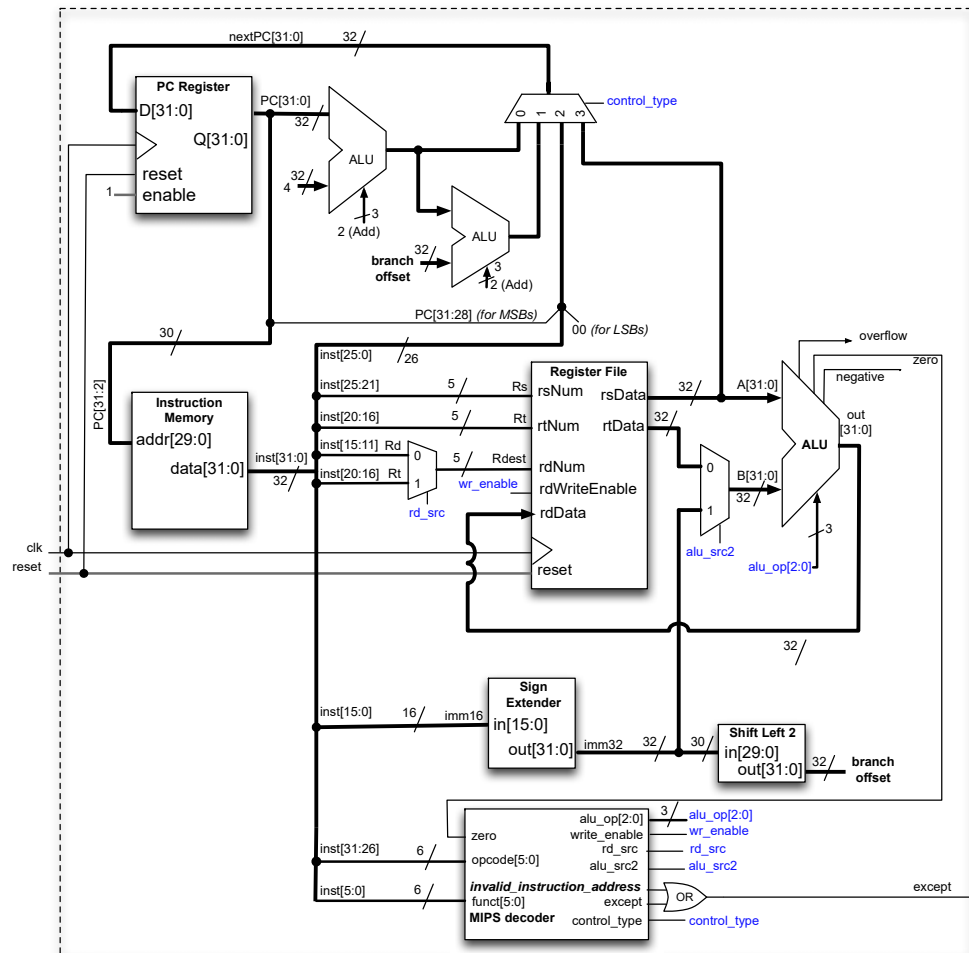 nextPC[31:0]
32
PC Register
D[31:0]
Q[31:0]
reset
enable
1
PC[31:0]
32
32
4
ALU
3
2 (Add)
32
branch
offset
ALU
3
2 (Add)
0
1
2
3
control_type
PC[31:28] (for MSBs)
00 (for LSBs)
30
PC[31:2]
Instruction
Memory
addr[29:0]
data[31:0]
inst[31:0]
32
inst[25:0]
26
inst[25:21]
5
Rs
inst[20:16]
5
Rt
inst[15:11]
Rd
0
inst[20:16]
Rt
1
rd_src
5
Rdest
wr_enable
Register File
rsNum
rsData
rtNum
rtData
rdNum
rdWriteEnable
rdData
reset
32
32
A[31:0]
0
1
alu_src2
B[31:0]
32
ALU
overflow
zero
negative
out
[31:0]
3
alu_op[2:0]
32
clk
reset
inst[15:0]
16
imm16
Sign
Extender
in[15:0]
out[31:0]
imm32
32
30
Shift Left 2
in[29:0]
out[31:0]
32
branch
offset
inst[31:26]
6
inst[5:0]
6
zero
opcode[5:0]
funct[5:0]
MIPS decoder
alu_op[2:0]
write_enable
rd_src
alu_src2
invalid_instruction_address
except
control_type
3
alu_op[2:0]
wr_enable
rd_src
alu_src2
OR
control_type
except